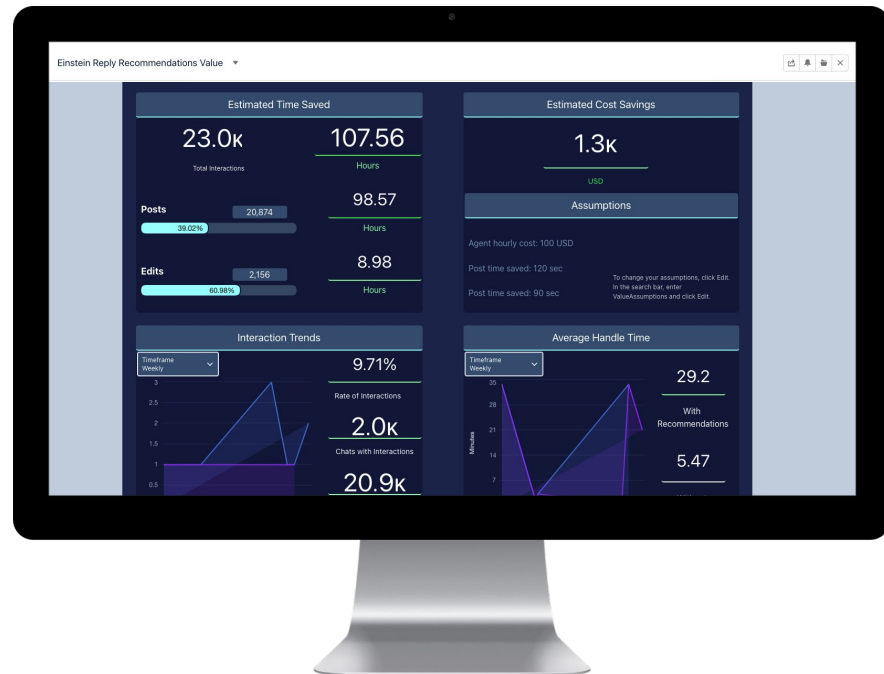 Einstein Reply Recommendations Value
Estimated Time Saved
23.0K
Total Interactions
107.56
Hours
Posts
20,874
39.02%
98.57
Hours
Edits
2,156
60.98%
8.98
Hours
Estimated Cost Savings
1.3K
USD
Assumptions
Agent hourly cost: 100 USD
Post time saved: 120 sec
Post time saved: 90 sec
To change your assumptions, click Edit.
In the search bar, enter
ValueAssumptions and click Edit.
Interaction Trends
Timeframe
Weekly
3
2.5
2
1.5
1
0.5
9.71%
Rate of Interactions
2.0K
Chats with Interactions
20.9K
Average Handle Time
Timeframe
Weekly
Minutes
35
28
21
14
7
29.2
With
Recommendations
5.47